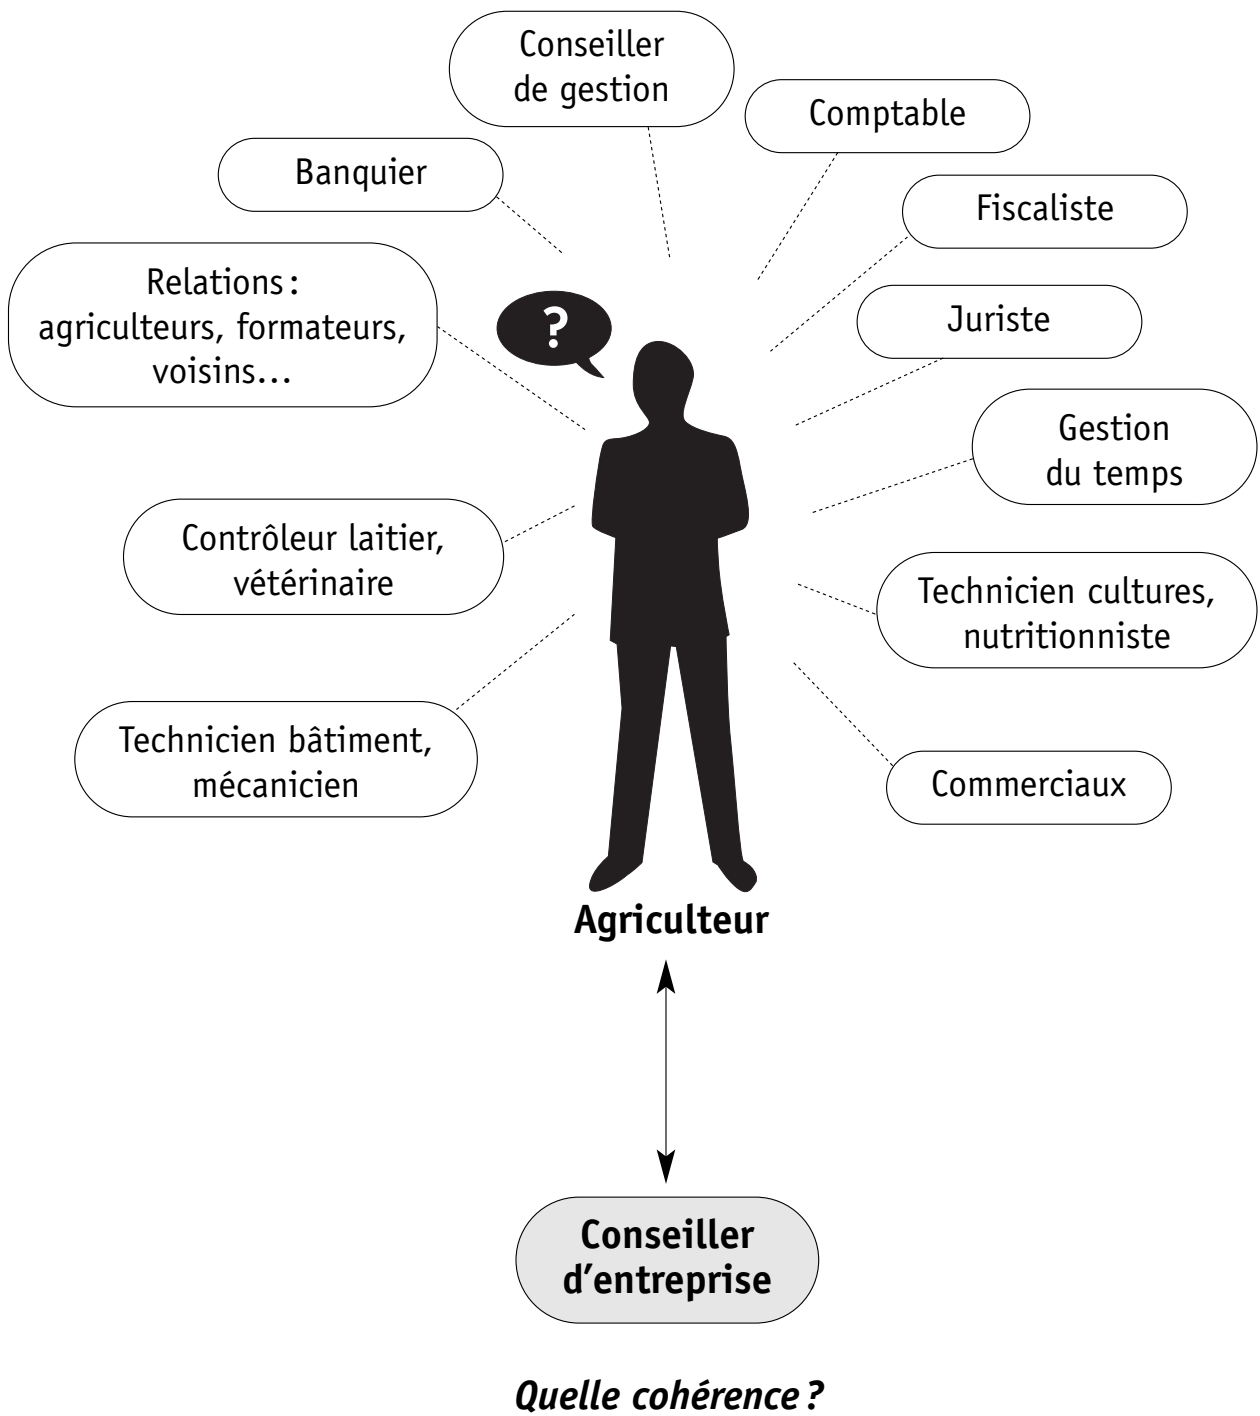 Conseiller
de gestion
Comptable
Banquier
Fiscaliste
Relations :
agriculteurs, formateurs,
voisins...
?
Juriste
Gestion
du temps
Contrôleur laitier,
vétérinaire
Technicien cultures,
nutritionniste
Technicien bâtiment,
mécanicien
Commerciaux
Agriculteur
Conseiller
d'entreprise
Quelle cohérence ?